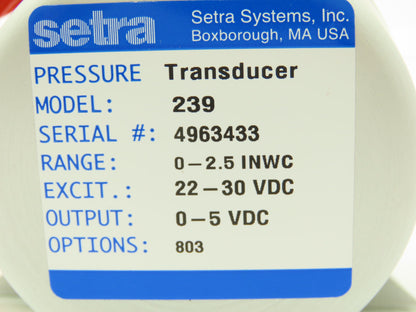 setra
Setra Systems, Inc.
Boxborough, MA USA
PRESSURE Transducer
MODEL: 239
SERIAL #: 4963433
RANGE: 0–2.5 INWC
EXCIT.: 22–30 VDC
OUTPUT: 0–5 VDC
OPTIONS: 803